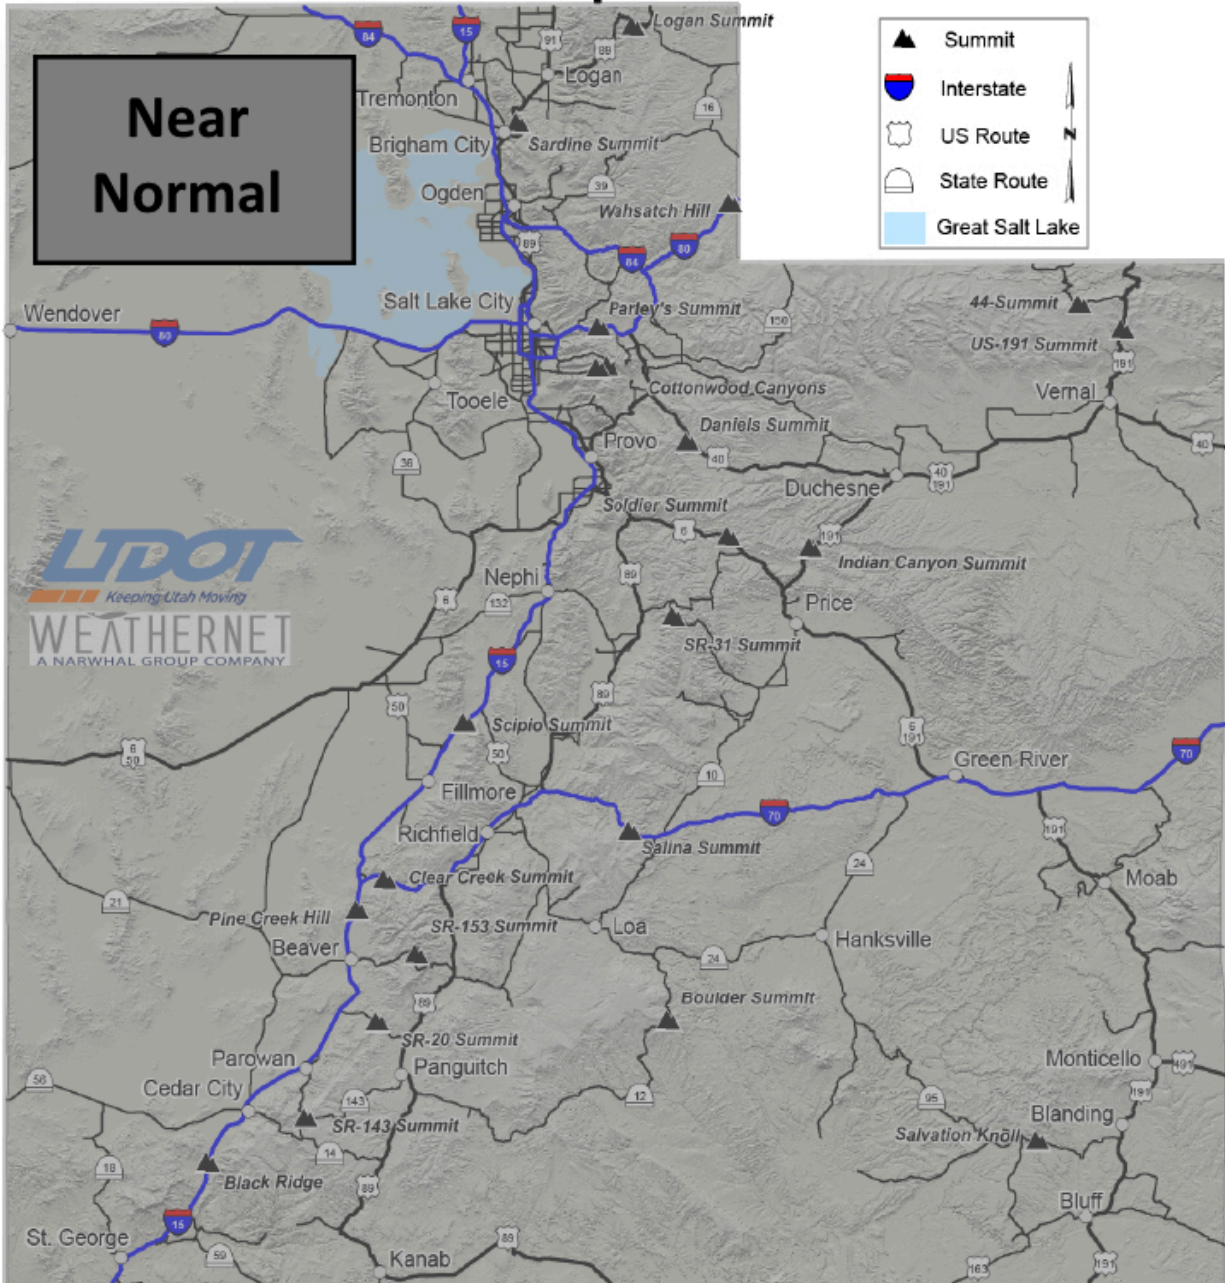 Logan Summit
84
15
91
89
Logan
Tremonton
16
Near
Normal
Brigham City
Sardine Summit
Ogden
39
Wahsatch Hill
89
84
80
Summit
Interstate
US Route
N
State Route
Great Salt Lake
Wendover
80
Salt Lake City
Parley's Summit
150
44-Summit
US-191 Summit
191
Vernal
Tooele
Cottonwood Canyons
Daniels Summit
Provo
40
40
36
Duchesne
40
191
Soldier Summit
6
191
Indian Canyon Summit
UDOT
Keeping Utah Moving
WEATHERNET
A NARWHAL GROUP COMPANY
Nephi
89
6
132
Price
15
SR-31 Summit
89
50
Scipio Summit
6
50
50
6
191
Green River
70
Fillmore
10
70
Richfield
Salina Summit
191
Clear Creek Summit
24
Moab
21
Pine Creek Hill
SR-153 Summit
Loa
Hanksville
Beaver
24
Boulder Summit
89
SR-20 Summit
Parowan
Panguitch
Monticello
491
56
Cedar City
143
12
95
191
SR-143 Summit
Blanding
Salvation Knoll
14
18
Black Ridge
89
Bluff
15
St. George
59
89
Kanab
163
191